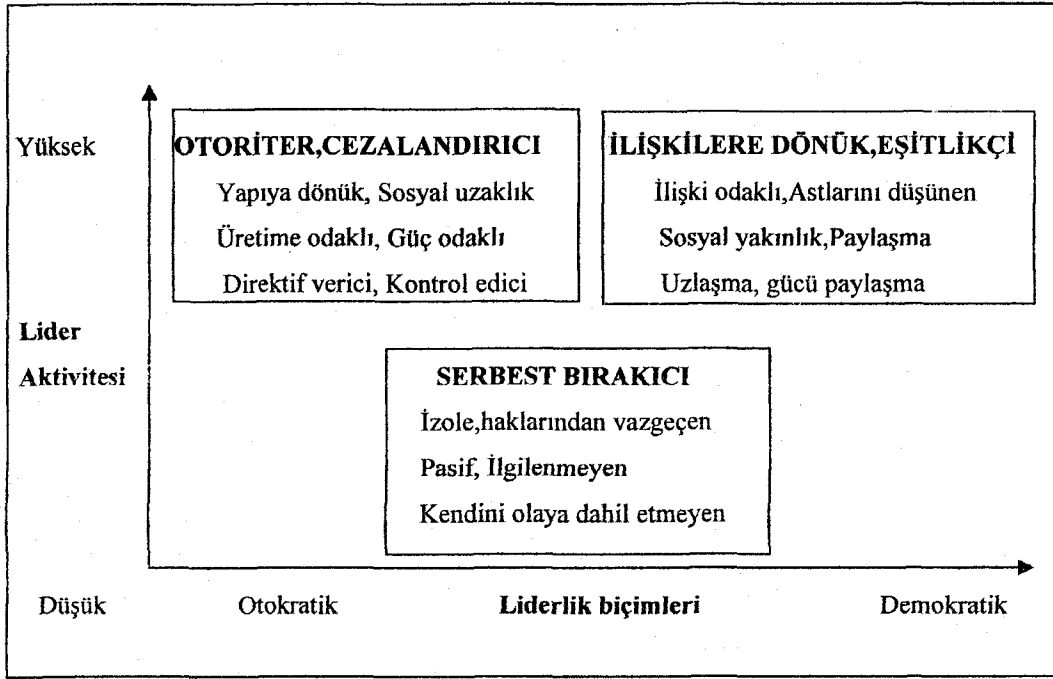 Yüksek
OTORİTER,CEZALANDIRICI
Yapıya dönük, Sosyal uzaklık
Üretime odaklı, Güç odaklı
Direktif verici, Kontrol edici
İLİŞKİLERE DÖNÜK,EŞİTLİKÇİ
İlişki odaklı,Astlarını düşünen
Sosyal yakınlık,Paylaşma
Uzlaşma, gücü paylaşma
Lider
Aktivitesi
SERBEST BIRAKICI
İzole,haklarından vazgeçen
Pasif, İlgilenmeyen
Kendini olaya dahil etmeyen
Düşük
Otokratik
Liderlik biçimleri
Demokratik